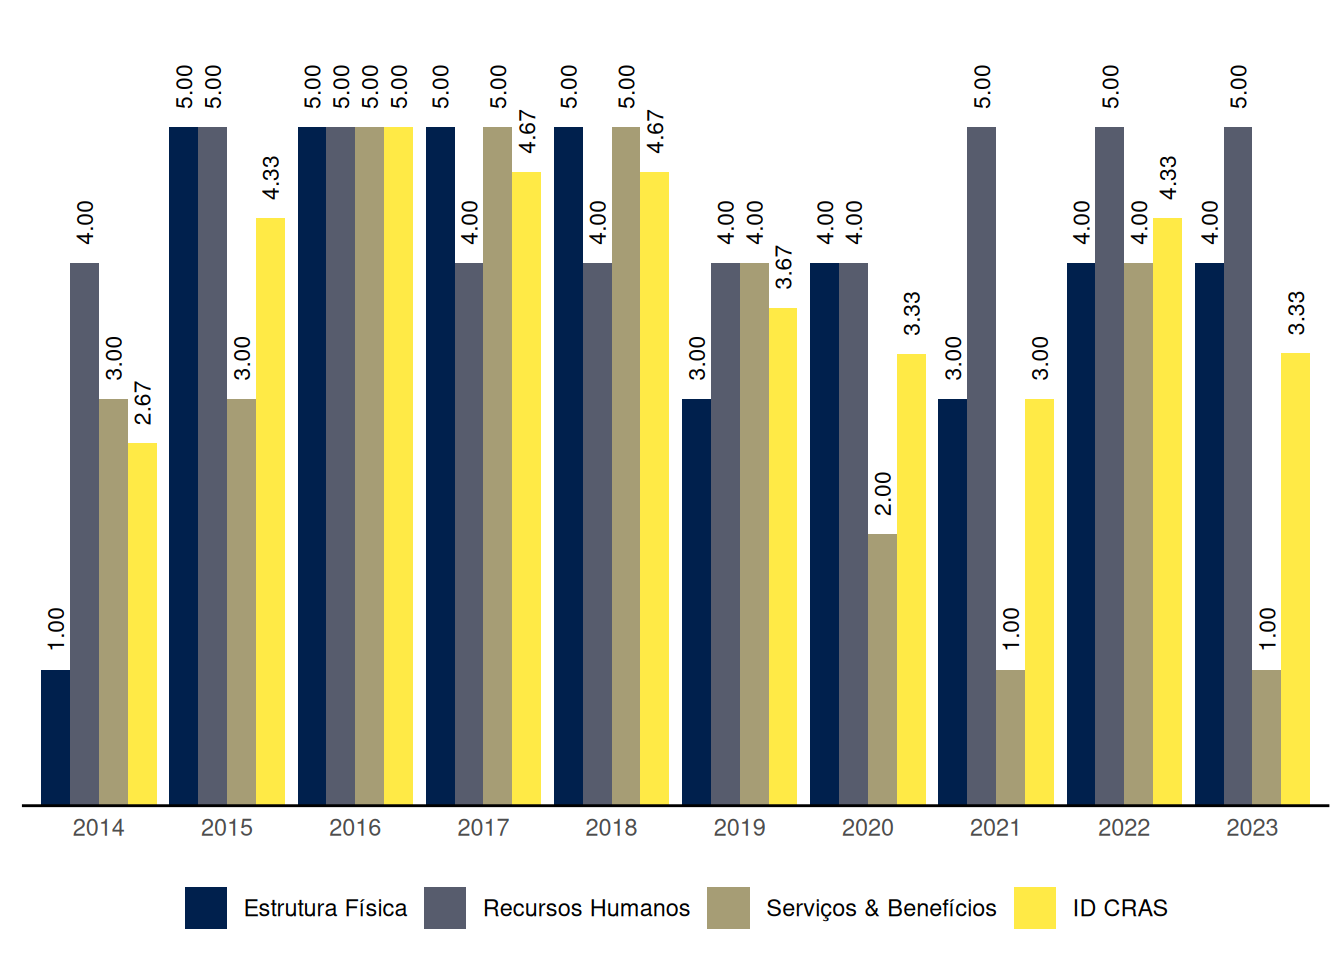 1.00 4.00 3.00 2.67
5.00 5.00 3.00 4.33
5.00 5.00 5.00 5.00
5.00 4.00 5.00 4.67
5.00 4.00 5.00 4.67
3.00 4.00 4.00 3.67
4.00 4.00 2.00 3.33
3.00 5.00 1.00 3.00
4.00 5.00 4.00 4.33
4.00 5.00 1.00 3.33
2014 2015 2016 2017 2018 2019 2020 2021 2022 2023
Estrutura Física Recursos Humanos Serviços & Benefícios ID CRAS